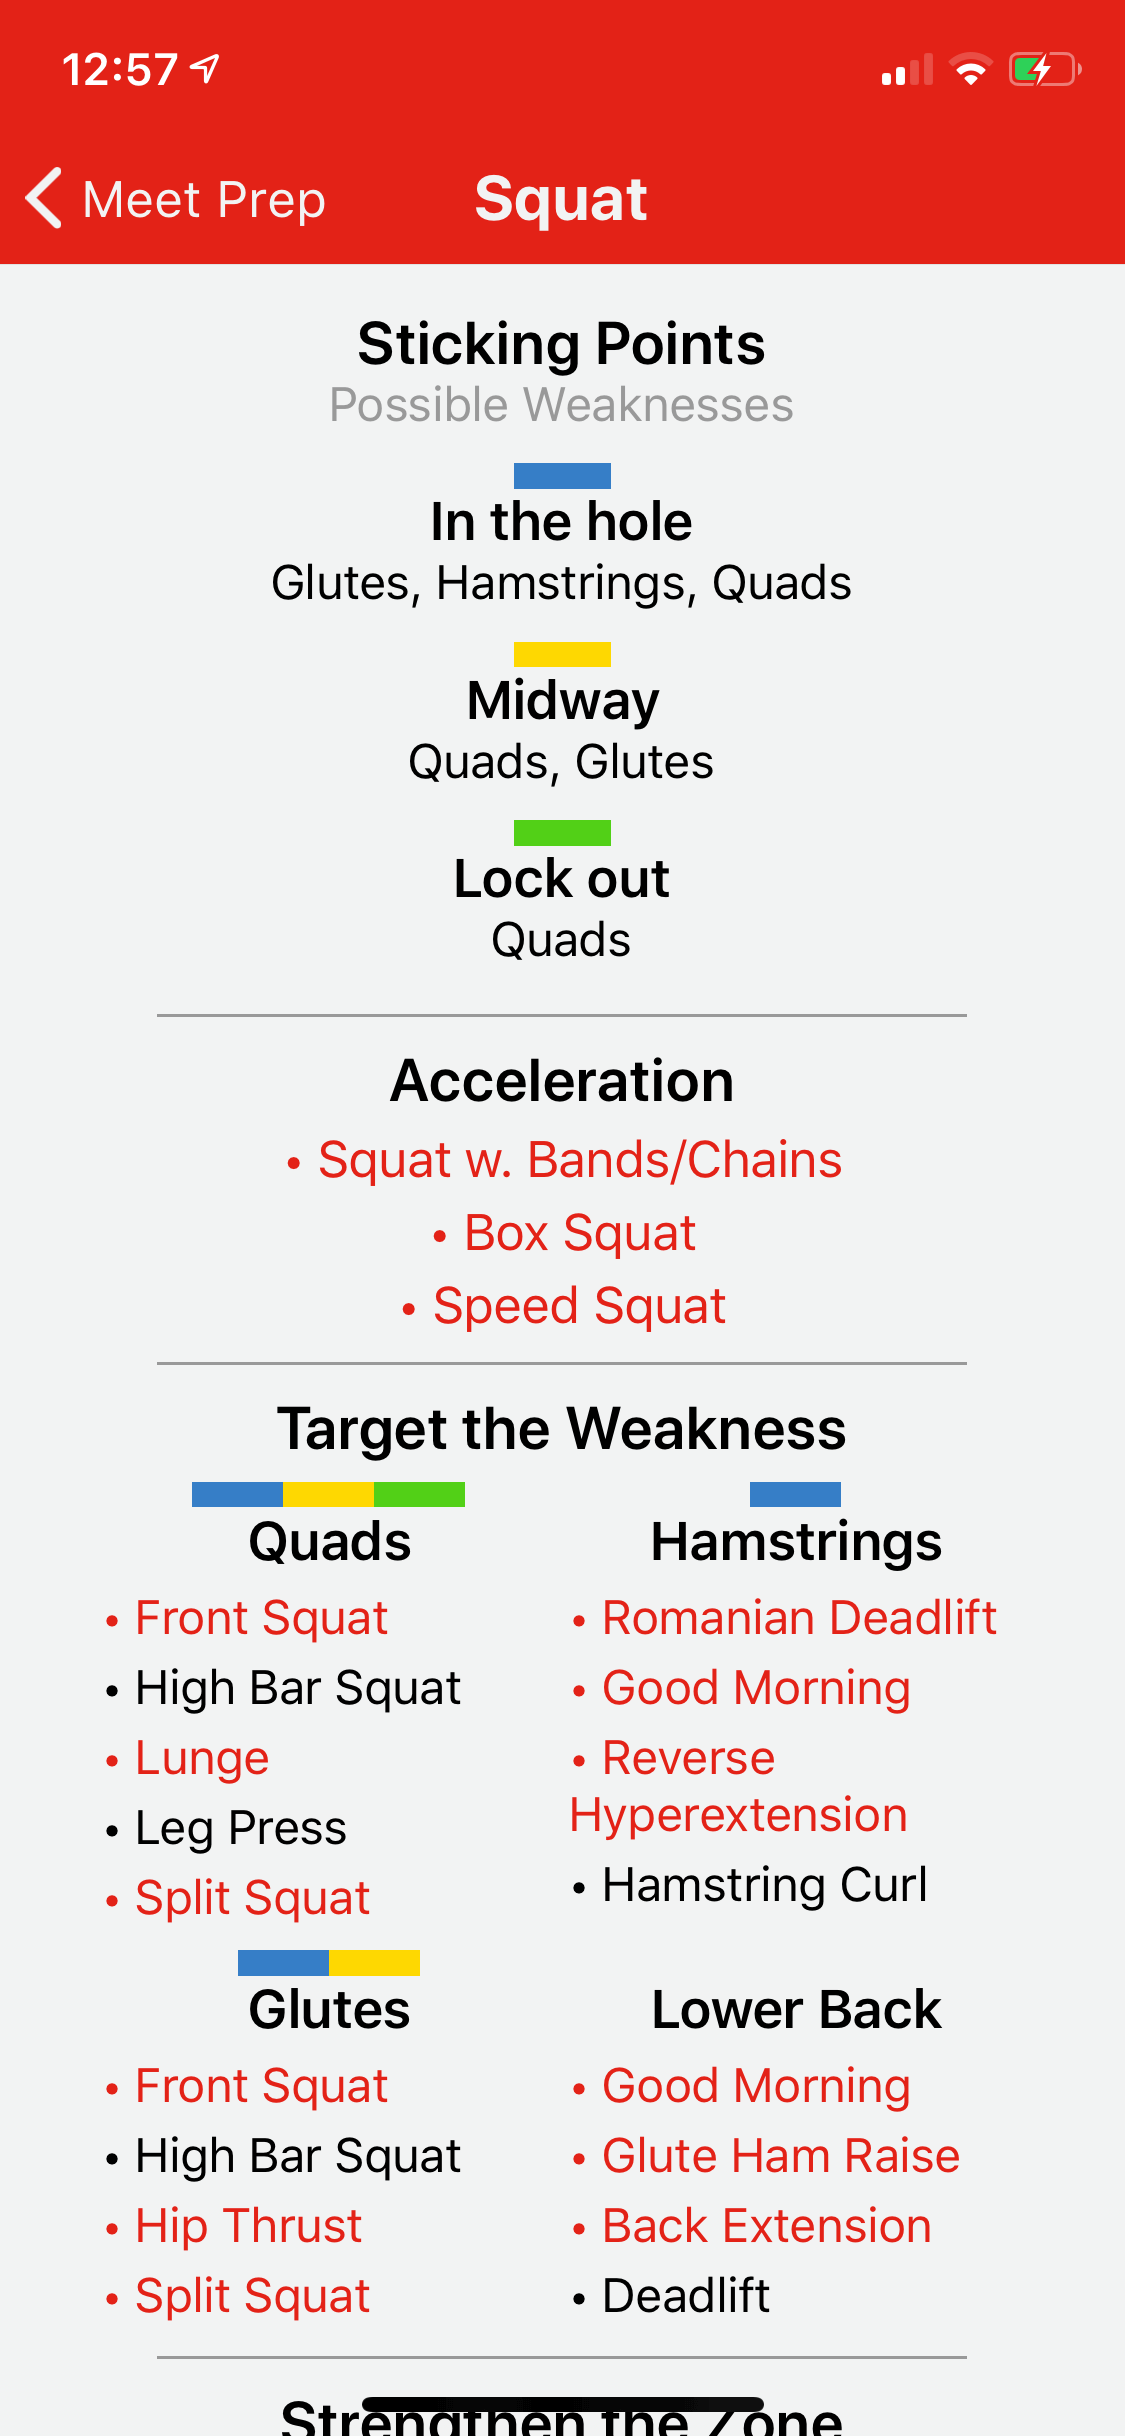 12:57
Meet Prep
Squat
Sticking Points
Possible Weaknesses
In the hole
Glutes, Hamstrings, Quads
Midway
Quads, Glutes
Lock out
Quads
Acceleration
• Squat w. Bands/Chains
• Box Squat
• Speed Squat
Target the Weakness
Quads
• Front Squat
• High Bar Squat
• Lunge
• Leg Press
• Split Squat
Hamstrings
• Romanian Deadlift
• Good Morning
• Reverse
Hyperextension
• Hamstring Curl
Glutes
• Front Squat
• High Bar Squat
• Hip Thrust
• Split Squat
Lower Back
• Good Morning
• Glute Ham Raise
• Back Extension
• Deadlift
Strengthen the Zone